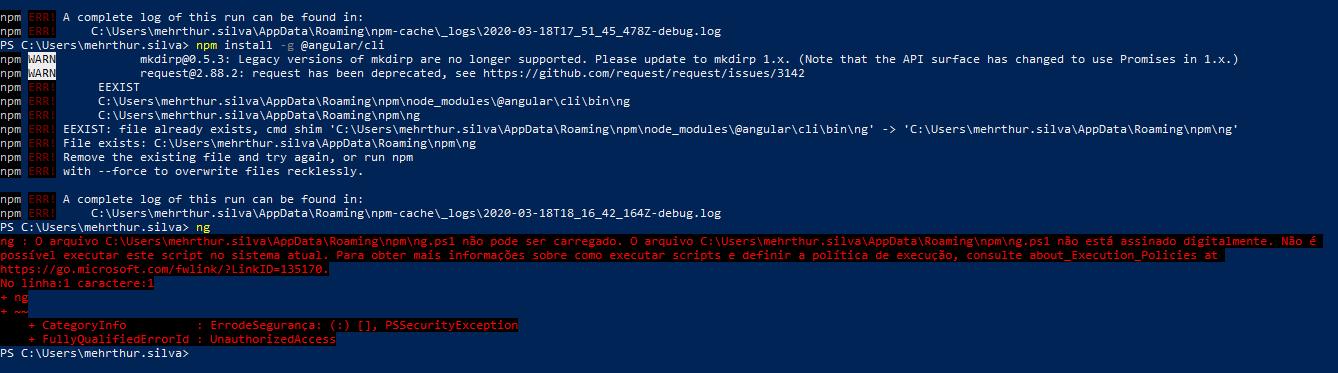 npm ERR! A complete log of this run can be found in:
npm ERR!     C:\Users\mehrthur.silva\AppData\Roaming\npm-cache\_logs\2020-03-18T17_51_45_478Z-debug.log
PS C:\Users\mehrthur.silva> npm install -g @angular/cli
npm WARN            mkdirp@0.5.3: Legacy versions of mkdirp are no longer supported. Please update to mkdirp 1.x. (Note that the API surface has changed to use Promises in 1.x.)
npm WARN            request@2.88.2: request has been deprecated, see https://github.com/request/request/issues/3142
npm ERR!      EEXIST
npm ERR!      C:\Users\mehrthur.silva\AppData\Roaming\npm\node_modules\@angular\cli\bin\ng
npm ERR!      C:\Users\mehrthur.silva\AppData\Roaming\npm\ng
npm ERR! EEXIST: file already exists, cmd shim 'C:\Users\mehrthur.silva\AppData\Roaming\npm\node_modules\@angular\cli\bin\ng' -> 'C:\Users\mehrthur.silva\AppData\Roaming\npm\ng'
npm ERR! File exists: C:\Users\mehrthur.silva\AppData\Roaming\npm\ng
npm ERR! Remove the existing file and try again, or run npm
npm ERR! with --force to overwrite files recklessly.
npm ERR! A complete log of this run can be found in:
npm ERR!     C:\Users\mehrthur.silva\AppData\Roaming\npm-cache\_logs\2020-03-18T18_16_42_164Z-debug.log
PS C:\Users\mehrthur.silva> ng
ng : O arquivo C:\Users\mehrthur.silva\AppData\Roaming\npm\ng.ps1 não pode ser carregado. O arquivo C:\Users\mehrthur.silva\AppData\Roaming\npm\ng.ps1 não está assinado digitalmente. Não é
possível executar este script no sistema atual. Para obter mais informações sobre como executar scripts e definir a política de execução, consulte about_Execution_Policies at
https://go.microsoft.com/fwlink/?LinkID=135170.
No linha:1 caractere:1
+ ng
+ ~~
    + CategoryInfo          : ErrodeSegurança: (:) [], PSSecurityException
    + FullyQualifiedErrorId : UnauthorizedAccess
PS C:\Users\mehrthur.silva>